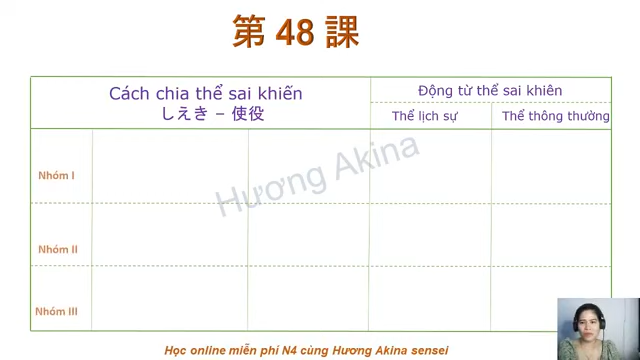 第 48 課
Cách chia thể sai khiến
しえき – 使役
Động từ thể sai khiên
Thể lịch sự
Thể thông thường
Hương Akina
Nhóm I
Nhóm II
Nhóm III
Học online miễn phí N4 cùng Hương Akina sensei